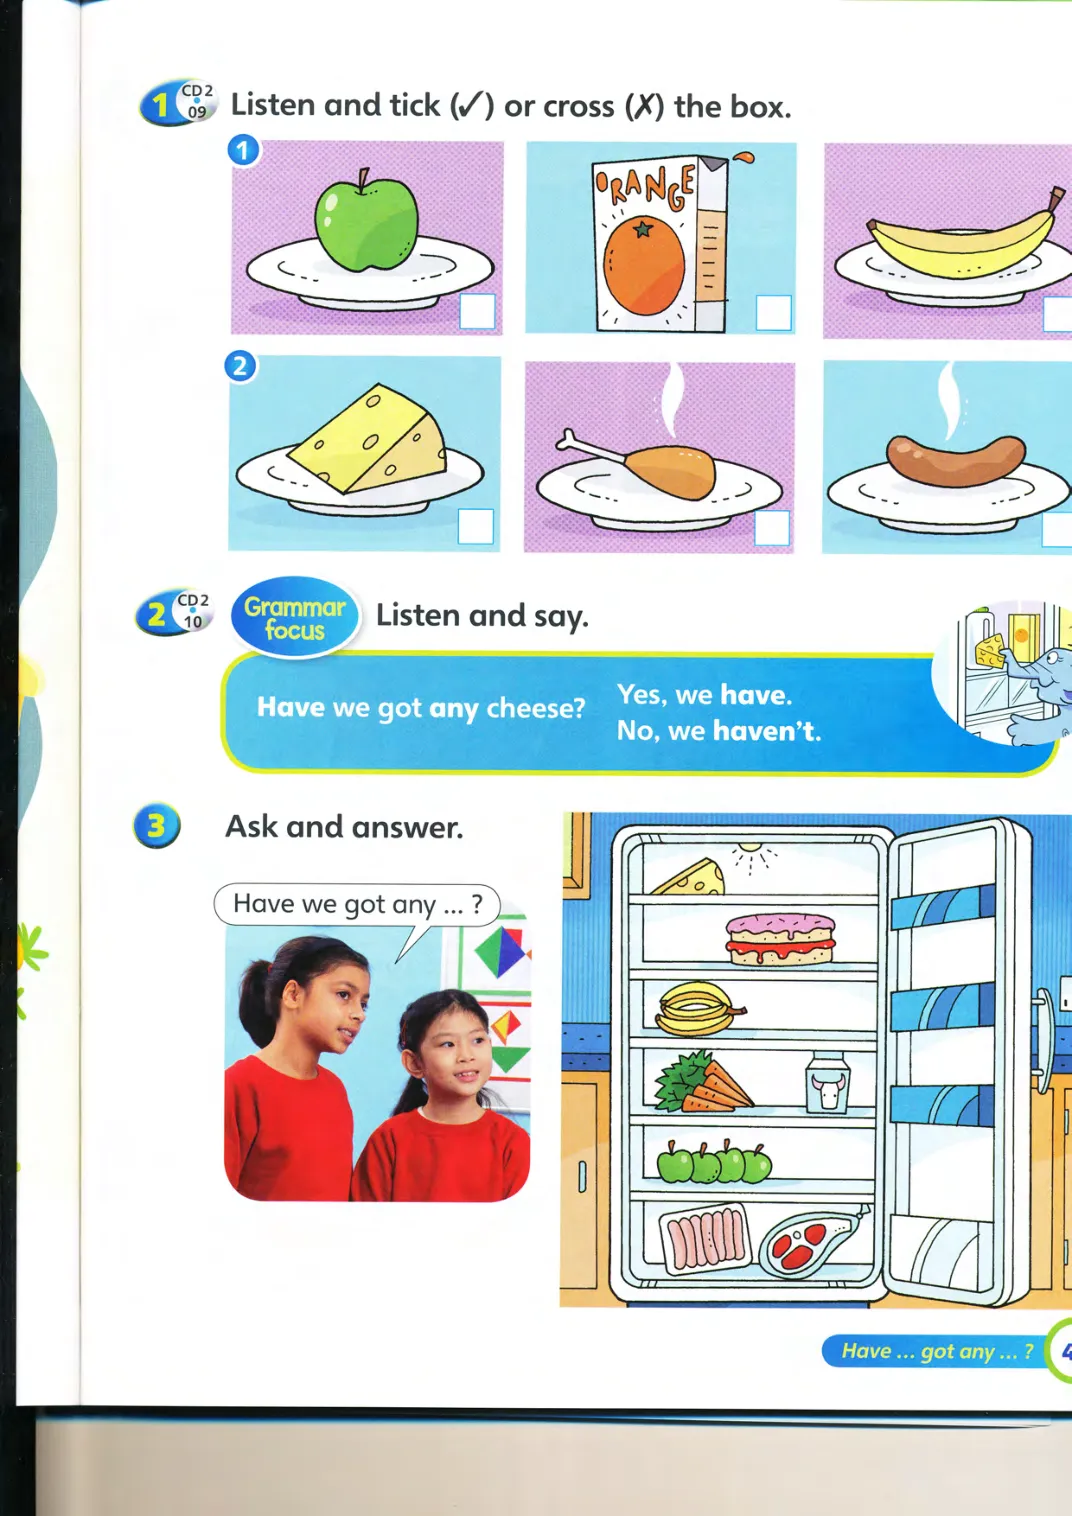 1 CD2 09 Listen and tick (✓) or cross (✗) the box.
1
ORANGE
2
2 CD2 10 Grammar focus Listen and say.
Have we got any cheese?
Yes, we have.
No, we haven't.
3 Ask and answer.
Have we got any ... ?
Have ... got any ... ?